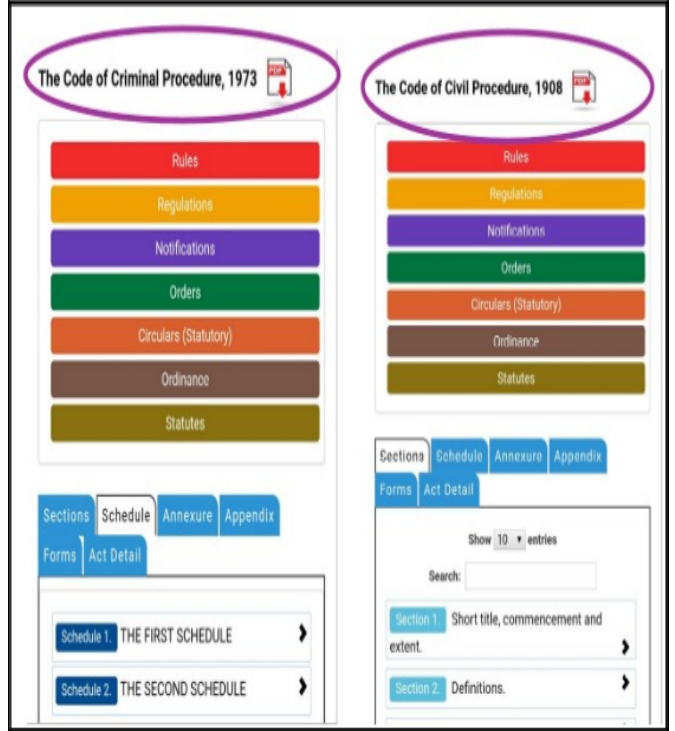 The Code of Criminal Procedure, 1973
PDF
Rules
Regulations
Notifications
Orders
Circulars (Statutory)
Ordinance
Statutes
Sections Schedule Annexure Appendix
Forms Act Detail
Schedule 1. THE FIRST SCHEDULE
Schedule 2. THE SECOND SCHEDULE
The Code of Civil Procedure, 1908
PDF
Rules
Regulations
Notifications
Orders
Circulars (Statutory)
Ordinance
Statutes
Sections Schedule Annexure Appendix
Forms Act Detail
Show 10 entries
Search:
Section 1. Short title, commencement and
extent.
Section 2. Definitions.